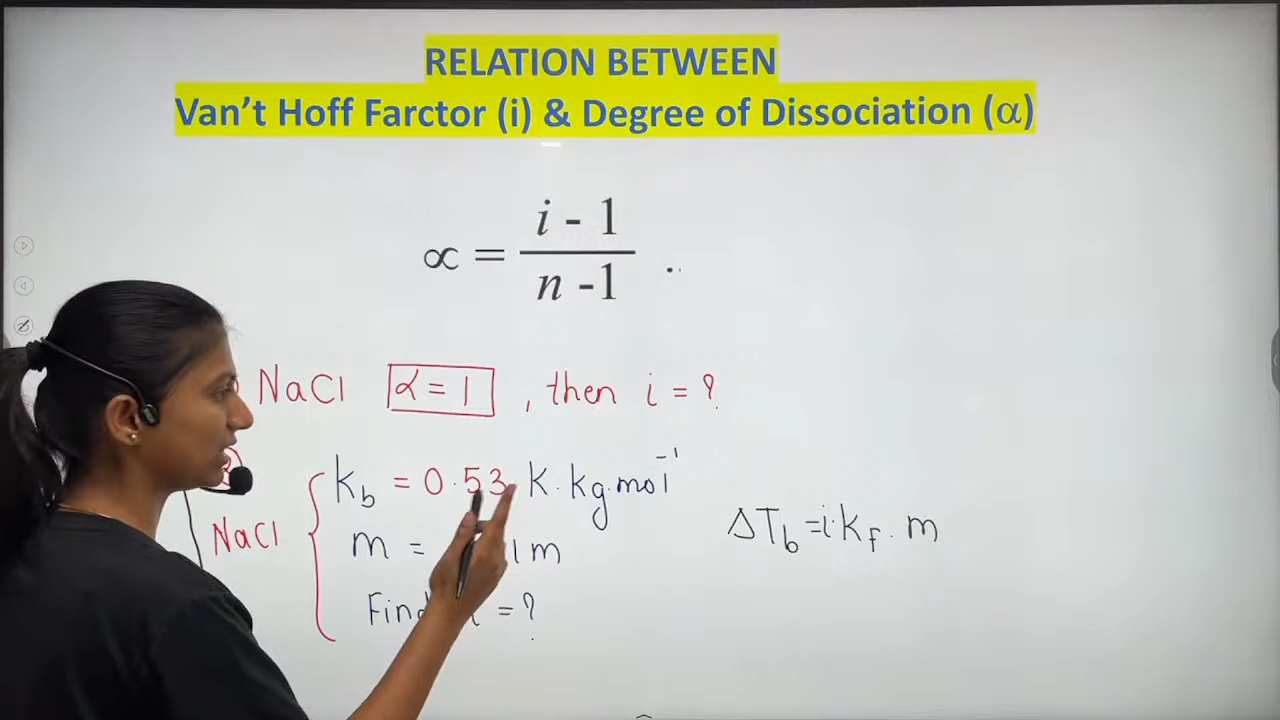 RELATION BETWEEN
Van't Hoff Farctor (i) & Degree of Dissociation (α)
∝ = i - 1 / n - 1
NaCl α = 1 , then i = ?
Kb = 0.53 K. kg. mol⁻¹
NaCl
m = 1 m
ΔTb = i. Kf . m
Find = ?